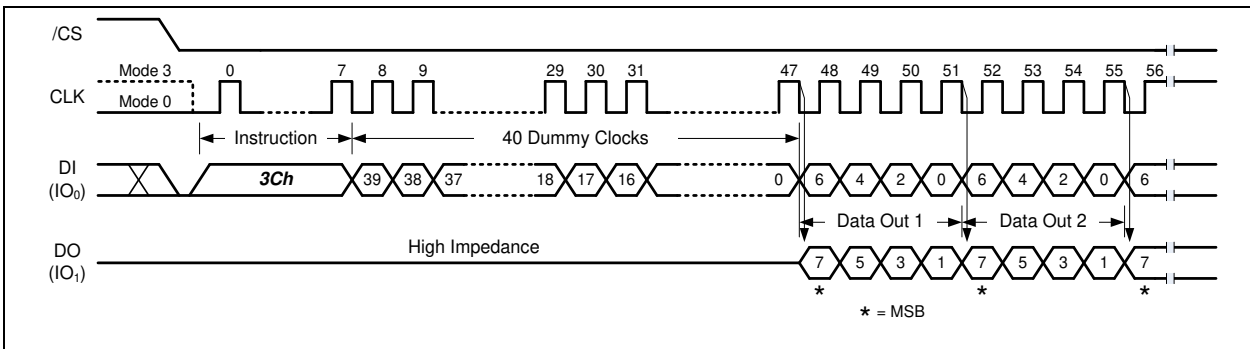 /CS
Mode 3 0 7 8 9 29 30 31 47 48 49 50 51 52 53 54 55 56
CLK Mode 0
Instruction 40 Dummy Clocks
DI
(IO₀) 3Ch 39 38 37 18 17 16 0 6 4 2 0 6 4 2 0 6
Data Out 1 Data Out 2
DO
(IO₁) High Impedance 7 5 3 1 7 5 3 1 7
* * *
* = MSB